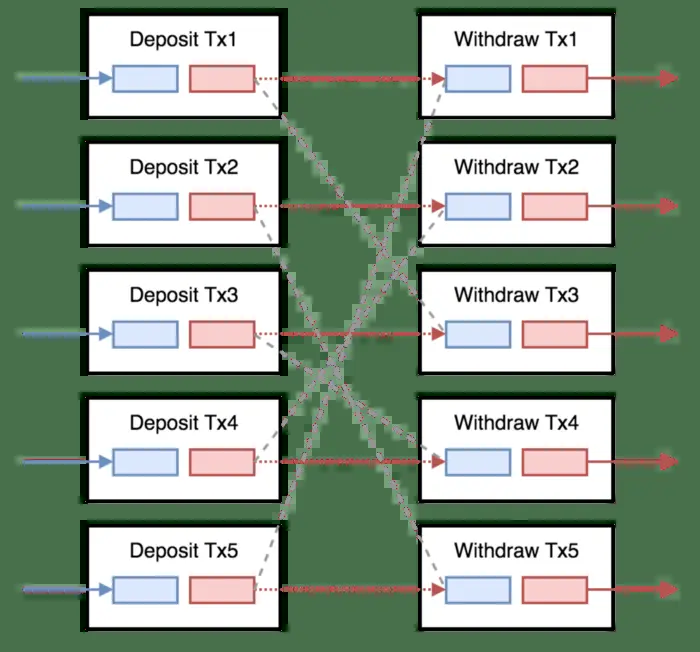 Deposit Tx1
Withdraw Tx1
Deposit Tx2
Withdraw Tx2
Deposit Tx3
Withdraw Tx3
Deposit Tx4
Withdraw Tx4
Deposit Tx5
Withdraw Tx5